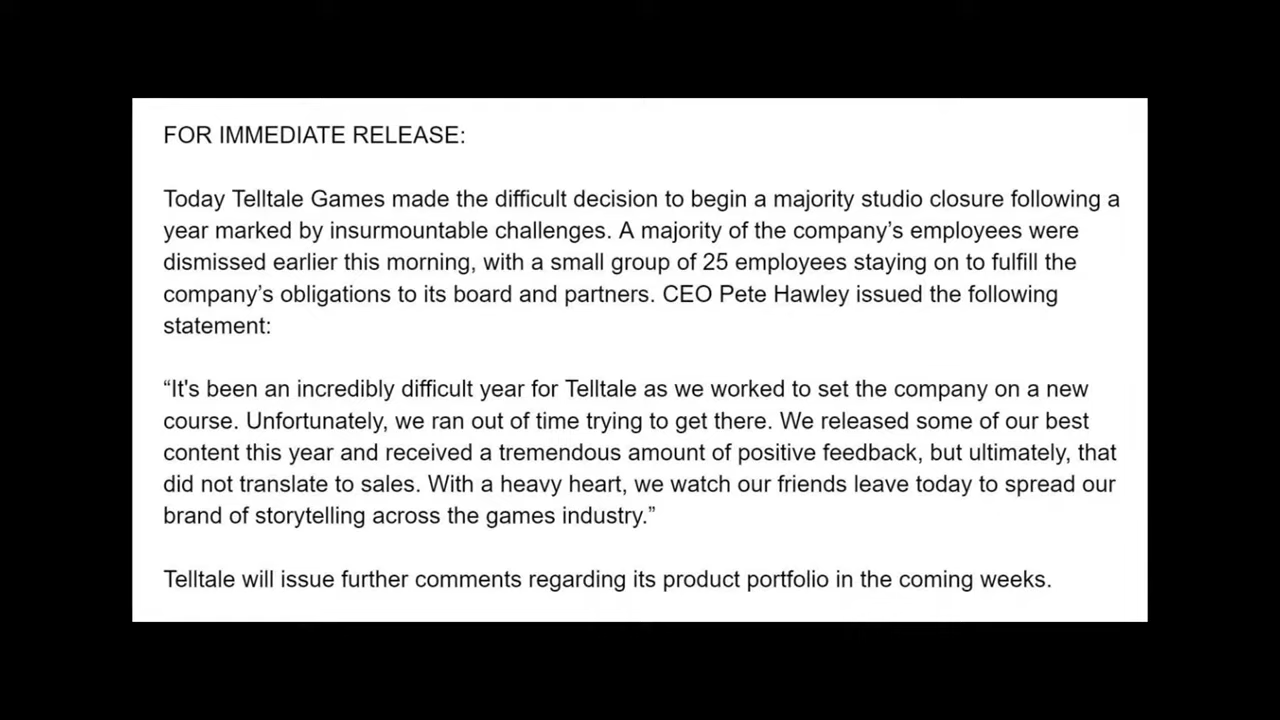 FOR IMMEDIATE RELEASE:
Today Telltale Games made the difficult decision to begin a majority studio closure following a
year marked by insurmountable challenges. A majority of the company’s employees were
dismissed earlier this morning, with a small group of 25 employees staying on to fulfill the
company’s obligations to its board and partners. CEO Pete Hawley issued the following
statement:
“It's been an incredibly difficult year for Telltale as we worked to set the company on a new
course. Unfortunately, we ran out of time trying to get there. We released some of our best
content this year and received a tremendous amount of positive feedback, but ultimately, that
did not translate to sales. With a heavy heart, we watch our friends leave today to spread our
brand of storytelling across the games industry.”
Telltale will issue further comments regarding its product portfolio in the coming weeks.